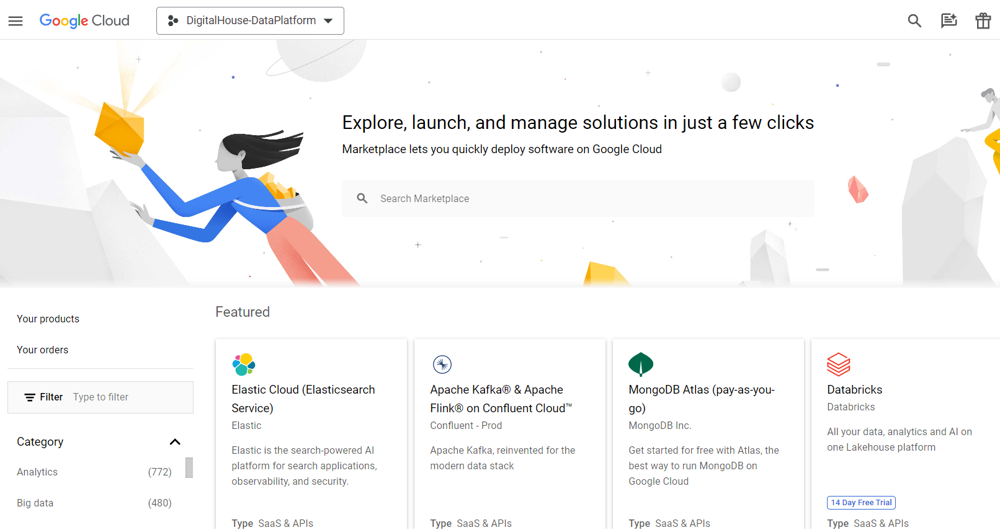 Google Cloud
DigitalHouse-DataPlatform
Explore, launch, and manage solutions in just a few clicks
Marketplace lets you quickly deploy software on Google Cloud
Search Marketplace
Your products
Your orders
Filter Type to filter
Category
Analytics (772)
Big data (480)
Featured
Elastic Cloud (Elasticsearch
Service)
Elastic
Elastic is the search-powered AI
platform for search applications,
observability, and security.
Type SaaS & APIs
Apache Kafka® & Apache
Flink® on Confluent Cloud™
Confluent - Prod
Apache Kafka, reinvented for the
modern data stack
Type SaaS & APIs
MongoDB Atlas (pay-as-you-
go)
MongoDB Inc.
Get started for free with Atlas, the
best way to run MongoDB on
Google Cloud
Type SaaS & APIs
Databricks
Databricks
All your data, analytics and AI on
one Lakehouse platform
14 Day Free Trial
Type SaaS & APIs